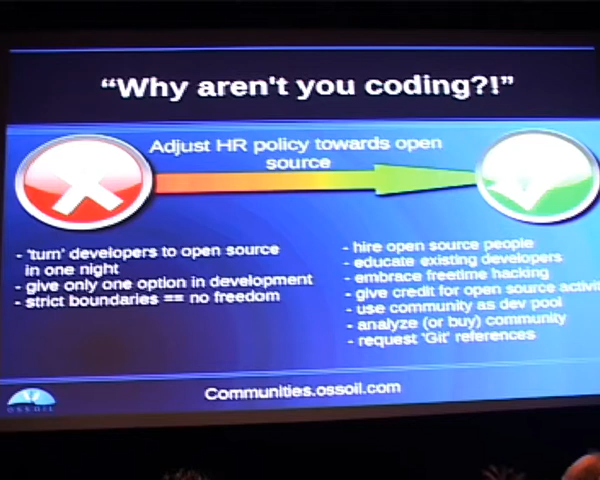 “Why aren't you coding?!”
Adjust HR policy towards open
source
- 'turn' developers to open source
in one night
- give only one option in development
- strict boundaries == no freedom
- hire open source people
- educate existing developers
- embrace freetime hacking
- give credit for open source activit
- use community as dev pool
- analyze (or buy) community
- request 'Git' references
OSSOIL
Communities.ossoil.com